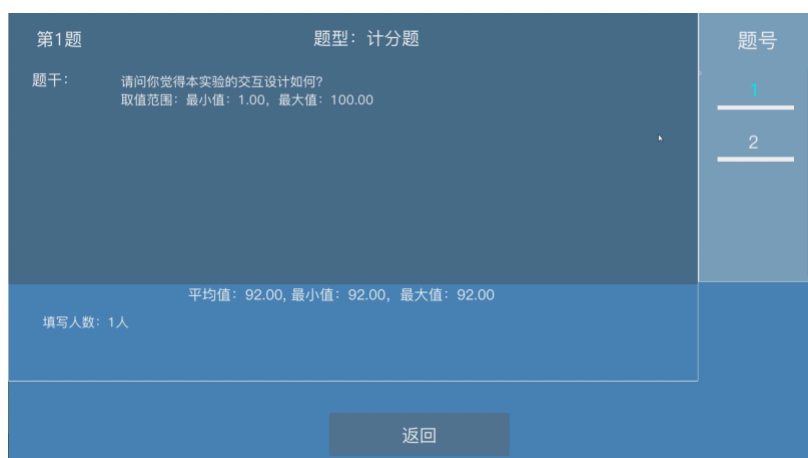 第1题
题型：计分题
题号
题干：
请问你觉得本实验的交互设计如何?
取值范围：最小值：1.00，最大值：100.00
1
2
平均值：92.00, 最小值：92.00，最大值：92.00
填写人数：1人
返回